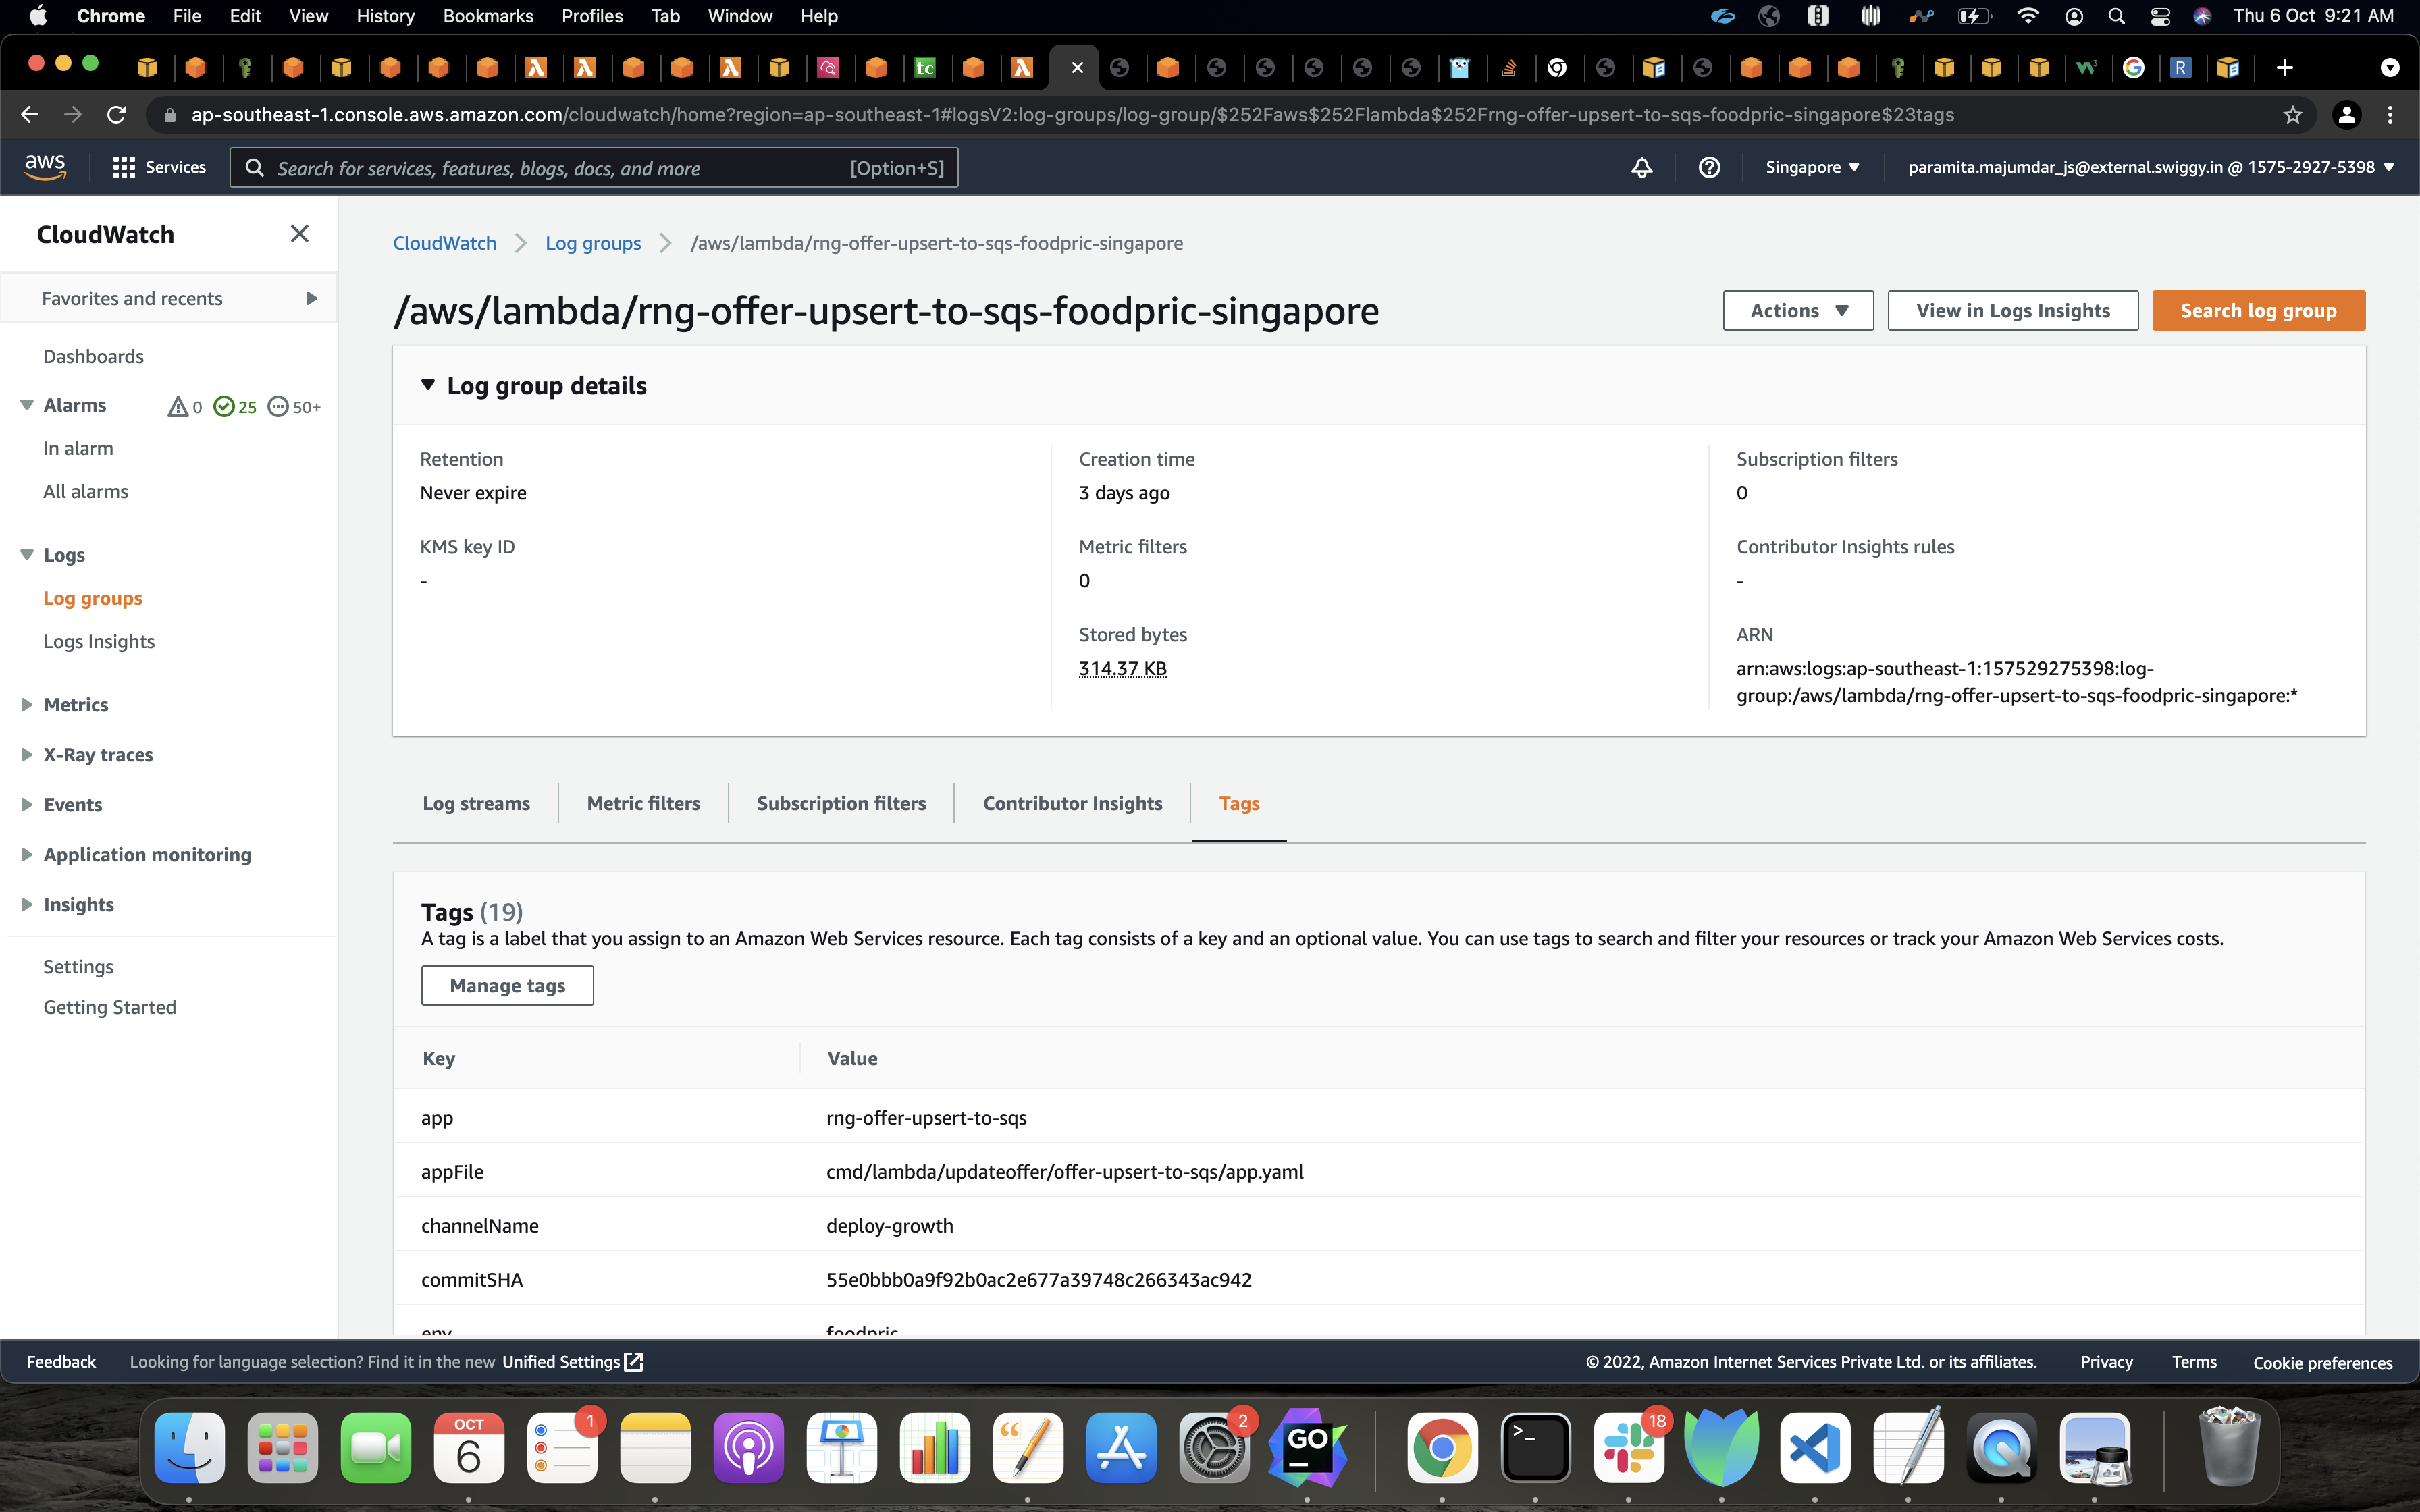 Chrome File Edit View History Bookmarks Profiles Tab Window Help Thu 6 Oct 9:21 AM
ap-southeast-1.console.aws.amazon.com/cloudwatch/home?region=ap-southeast-1#logsV2:log-groups/log-group/$252Faws$252Flambda$252Frng-offer-upsert-to-sqs-foodpric-singapore$23tags
aws Services Search for services, features, blogs, docs, and more [Option+S] Singapore paramita.majumdar_js@external.swiggy.in @ 1575-2927-5398
CloudWatch
Favorites and recents
Dashboards
Alarms 0 25 50+
In alarm
All alarms
Logs
Log groups
Logs Insights
Metrics
X-Ray traces
Events
Application monitoring
Insights
Settings
Getting Started
CloudWatch Log groups /aws/lambda/rng-offer-upsert-to-sqs-foodpric-singapore
/aws/lambda/rng-offer-upsert-to-sqs-foodpric-singapore
Actions View in Logs Insights Search log group
Log group details
Retention
Never expire
KMS key ID
-
Creation time
3 days ago
Metric filters
0
Stored bytes
314.37 KB
Subscription filters
0
Contributor Insights rules
-
ARN
arn:aws:logs:ap-southeast-1:157529275398:log-
group:/aws/lambda/rng-offer-upsert-to-sqs-foodpric-singapore:*
Log streams Metric filters Subscription filters Contributor Insights Tags
Tags (19)
A tag is a label that you assign to an Amazon Web Services resource. Each tag consists of a key and an optional value. You can use tags to search and filter your resources or track your Amazon Web Services costs.
Manage tags
Key Value
app rng-offer-upsert-to-sqs
appFile cmd/lambda/updateoffer/offer-upsert-to-sqs/app.yaml
channelName deploy-growth
commitSHA 55e0bbb0a9f92b0ac2e677a39748c266343ac942
env foodpric
Feedback Looking for language selection? Find it in the new Unified Settings © 2022, Amazon Internet Services Private Ltd. or its affiliates. Privacy Terms Cookie preferences
OCT
6
1
2
GO
18